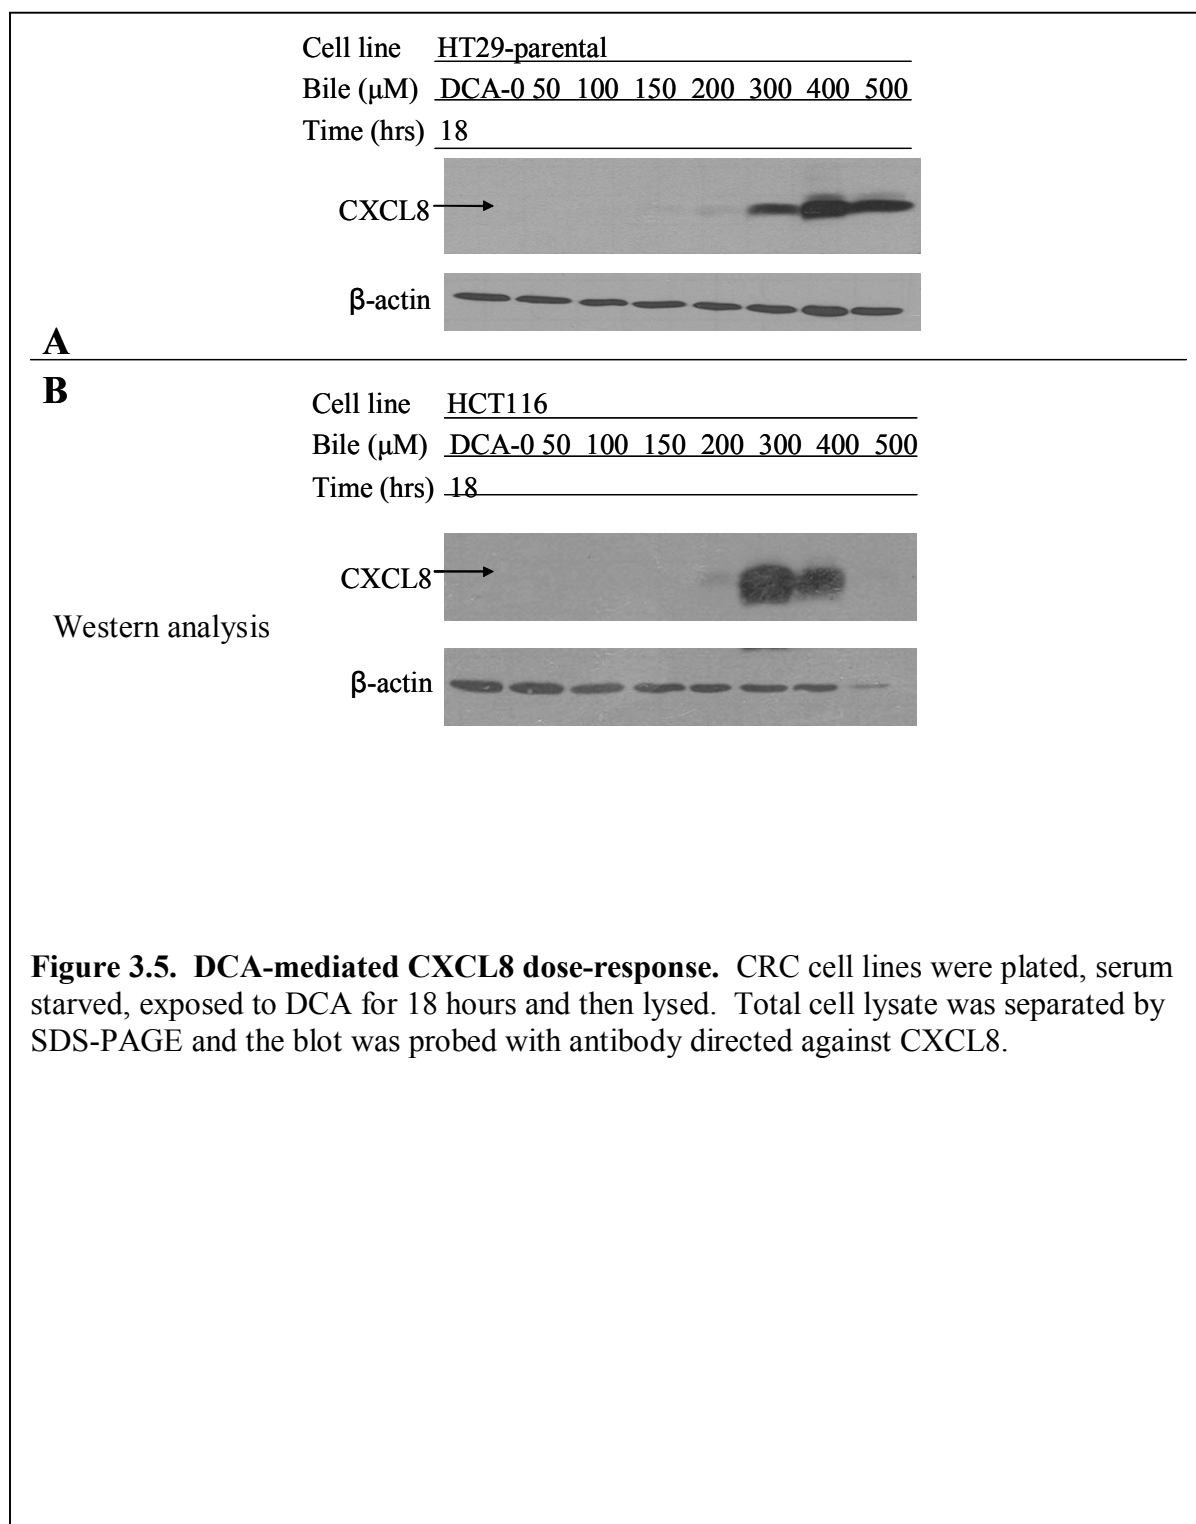 Cell line HT29-parental
Bile (μM) DCA-0 50 100 150 200 300 400 500
Time (hrs) 18
CXCL8
β-actin
A
B
Cell line HCT116
Bile (μM) DCA-0 50 100 150 200 300 400 500
Time (hrs) 18
CXCL8
Western analysis
β-actin
Figure 3.5. DCA-mediated CXCL8 dose-response. CRC cell lines were plated, serum
starved, exposed to DCA for 18 hours and then lysed. Total cell lysate was separated by
SDS-PAGE and the blot was probed with antibody directed against CXCL8.